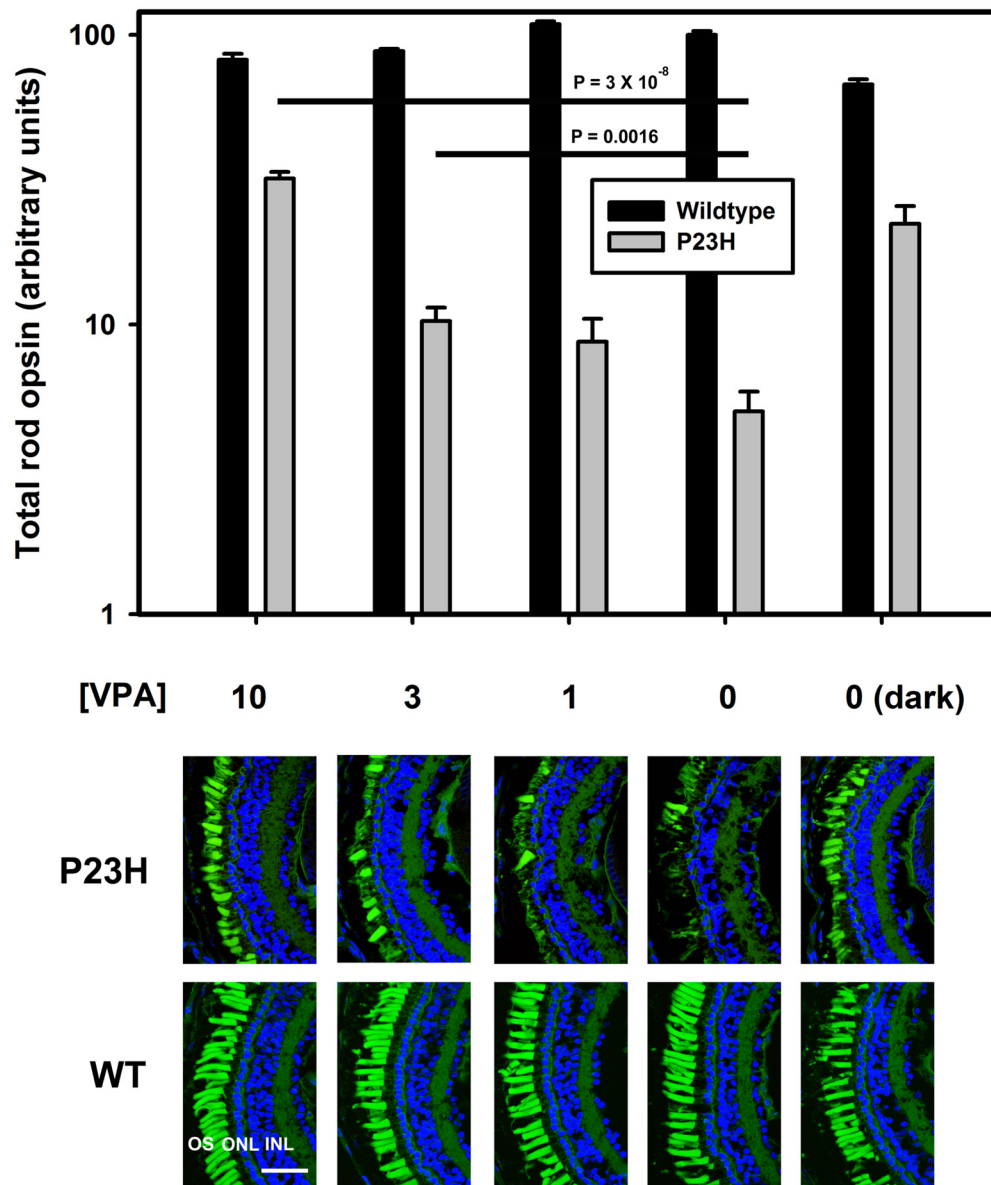 Total rod opsin (arbitrary units)
100
10
1
P = 3 X 10-8
P = 0.0016
Wildtype
P23H
[VPA] 10 3 1 0 0 (dark)
P23H
WT
OS ONL INL